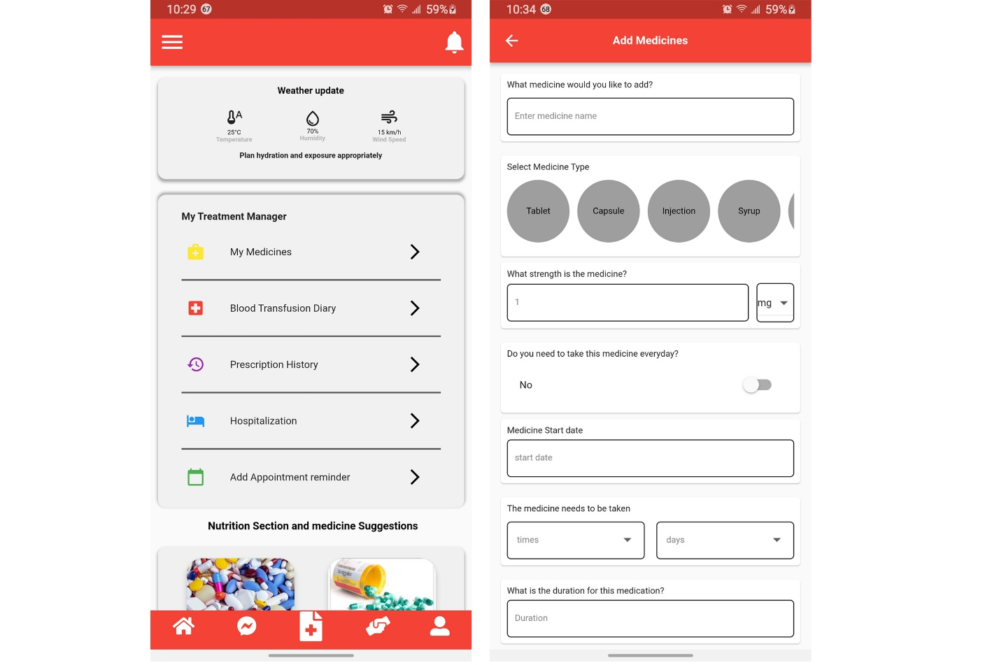 10:29 67 59%
Weather update
A
25°C 70% 15 km/h
Temperature Humidity Wind Speed
Plan hydration and exposure appropriately
My Treatment Manager
My Medicines
Blood Transfusion Diary
Prescription History
Hospitalization
Add Appointment reminder
Nutrition Section and medicine Suggestions
10:34 68 59%
Add Medicines
What medicine would you like to add?
Enter medicine name
Select Medicine Type
Tablet Capsule Injection Syrup
What strength is the medicine?
1 mg
Do you need to take this medicine everyday?
No
Medicine Start date
start date
The medicine needs to be taken
times days
What is the duration for this medication?
Duration